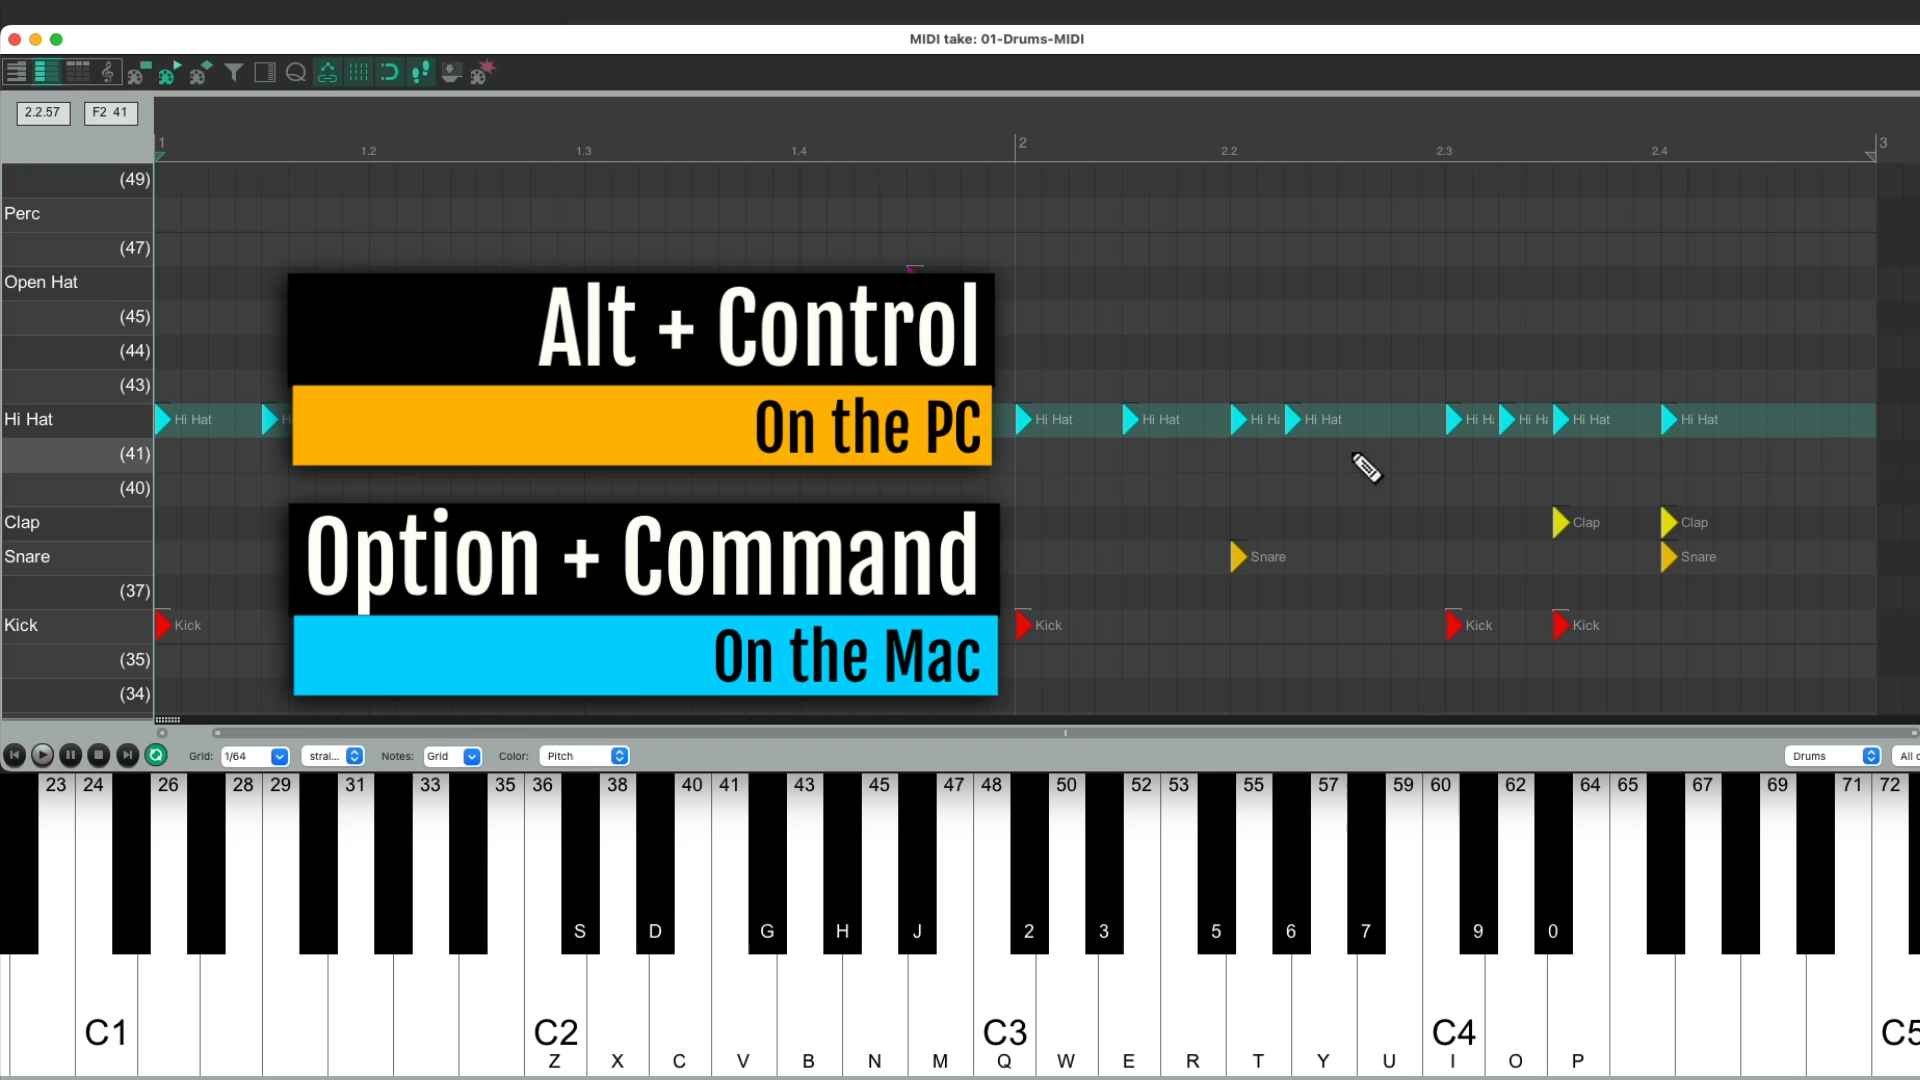 MIDI take: 01-Drums-MIDI
2.2.57 F2 41
1 2 3
1.2 1.3 1.4 2.2 2.3 2.4
(49)
Perc
(47)
Open Hat
(45)
(44)
(43)
Hi Hat Hi Hat Hi Hat Hi Hat Hi Hat Hi Hat Hi Hat
(41)
(40)
Clap Clap Clap
Snare Snare Snare
(37)
Kick Kick Kick Kick Kick
(35)
(34)
Alt + Control
On the PC
Option + Command
On the Mac
Grid: 1/64 strai... Notes: Grid Color: Pitch Drums All
23 24 26 28 29 31 33 35 36 38 40 41 43 45 47 48 50 52 53 55 57 59 60 62 64 65 67 69 71 72
S D G H J 2 3 5 6 7 9 0
C1 C2 C3 C4 C5
Z X C V B N M Q W E R T Y U I O P